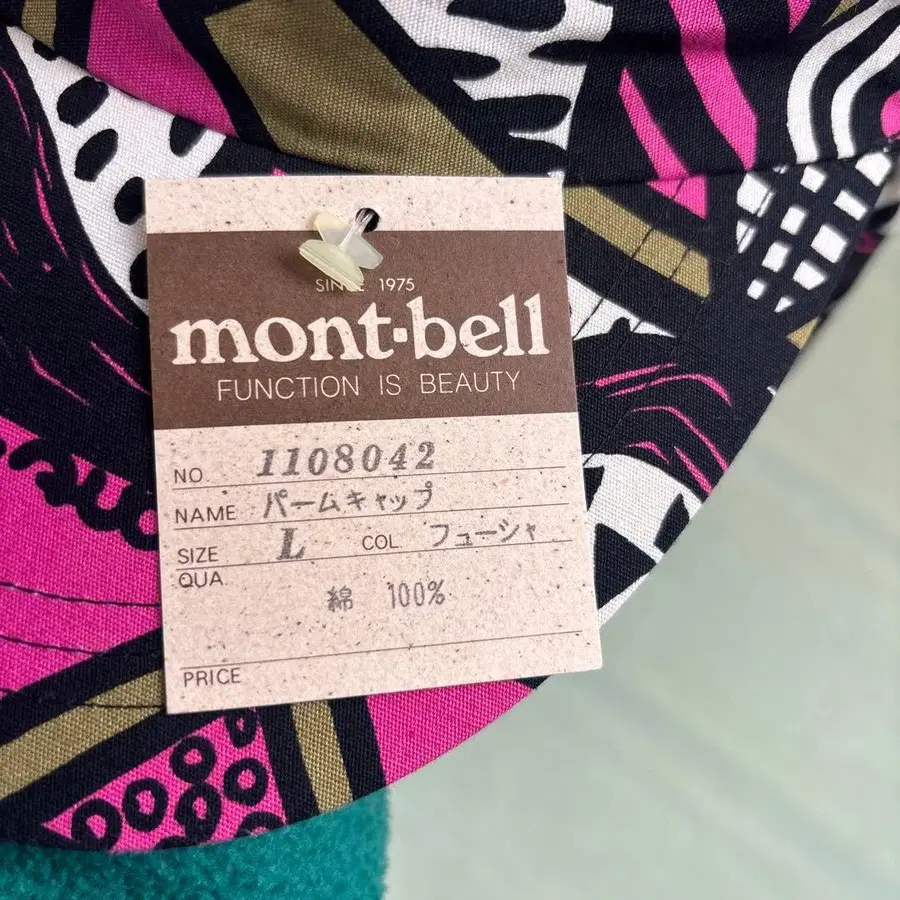 SINCE 1975
mont·bell
FUNCTION IS BEAUTY
NO. 1108042
NAME パームキャップ
SIZE L COL フューシャ
QUA. 綿 100%
PRICE